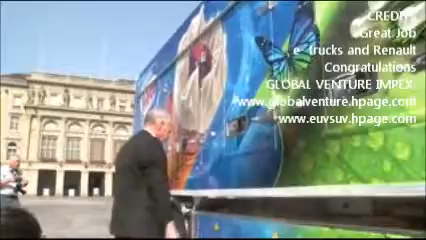 CREDIT
Great Job
e trucks and Renault
Congratulations
GLOBAL VENTURE IMPEX.
www.globalventure.hpage.com
www.euvsuv.hpage.com